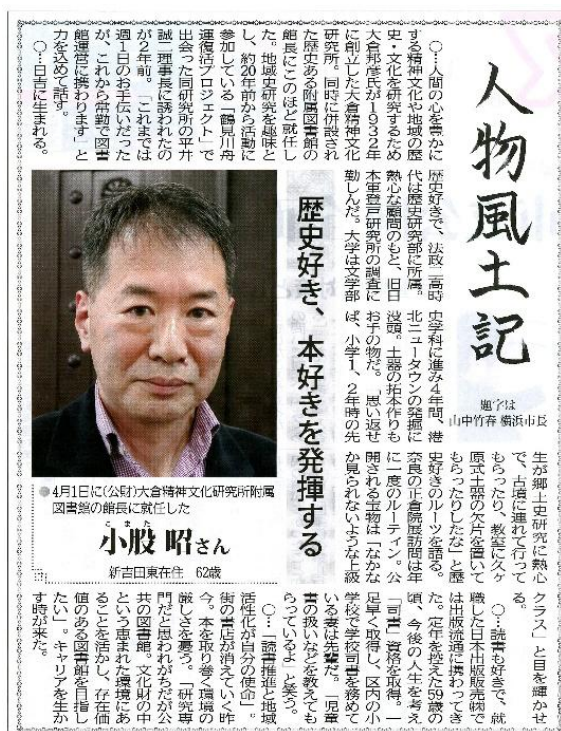 人物風土記
題字は
山中竹春 横浜市長
歴史好き、本好きを発揮する
〇…人間の心を豊かに
する精神文化や地域の歴
史・文化を研究するため
大倉邦彦氏が1932年
に創立した大倉精神文化
研究所。同時に併設され
た歴史ある附属図書館の
館長にこのほど就任し
た。地域史研究を趣味と
し、約20年前から活動に
参加している「鶴見川舟
運復活プロジェクト」で
出会った同研究所の平井
誠二理事長に誘われたの
が2年前。「これまでは
週1日のお手伝いだった
が、これから常勤で図書
館運営に携わります」と
力を込めて話す。
〇…日吉に生まれる。
歴史好きで、法政二高時
代は歴史研究部に所属。
熱心な顧問のもと、旧日
本軍登戸研究所の調査に
勤しんだ。大学は文学部
史学科に進み4年間、港
北ニュータウンの発掘に
没頭。土器の拓本作りも
お手の物だ。「思い返せ
ば、小学1、2年時の先
生が郷土史研究に熱心
で、古墳に連れて行って
もらったり、教室に久ヶ
原式土器の欠片を置いて
もらったりしたな」と歴
史好きのルーツを語る。
奈良の正倉院展訪問は年
に一度のルーティン。公
開される宝物は「なかな
か見られないような上級
クラス」と目を輝かせ
る。
〇…読書も好きで、就
職した日本出版販売㈱で
は出版流通に携わってき
た。定年を控えた59歳の
頃、今後の人生を考え
「司書」資格を取得。一
足早く取得し、区内の小
学校で学校司書を務めて
いる妻は先輩だ。「児童
書の扱いなどを教えても
らっているよ」と笑う。
〇…「読書推進と地域
活性化が自分の使命」。
街の書店が消えていく昨
今。本を取り巻く環境の
厳しさを憂う。「研究専
門だと思われがちだが公
共の図書館。文化財の中
という恵まれた環境にあ
ることを活かし、存在価
値のある図書館を目指し
たい」。キャリアを生か
す時が来た。
●4月1日に(公財)大倉精神文化研究所附属
図書館の館長に就任した
こまた
小股 昭さん
新吉田東在住 62歳